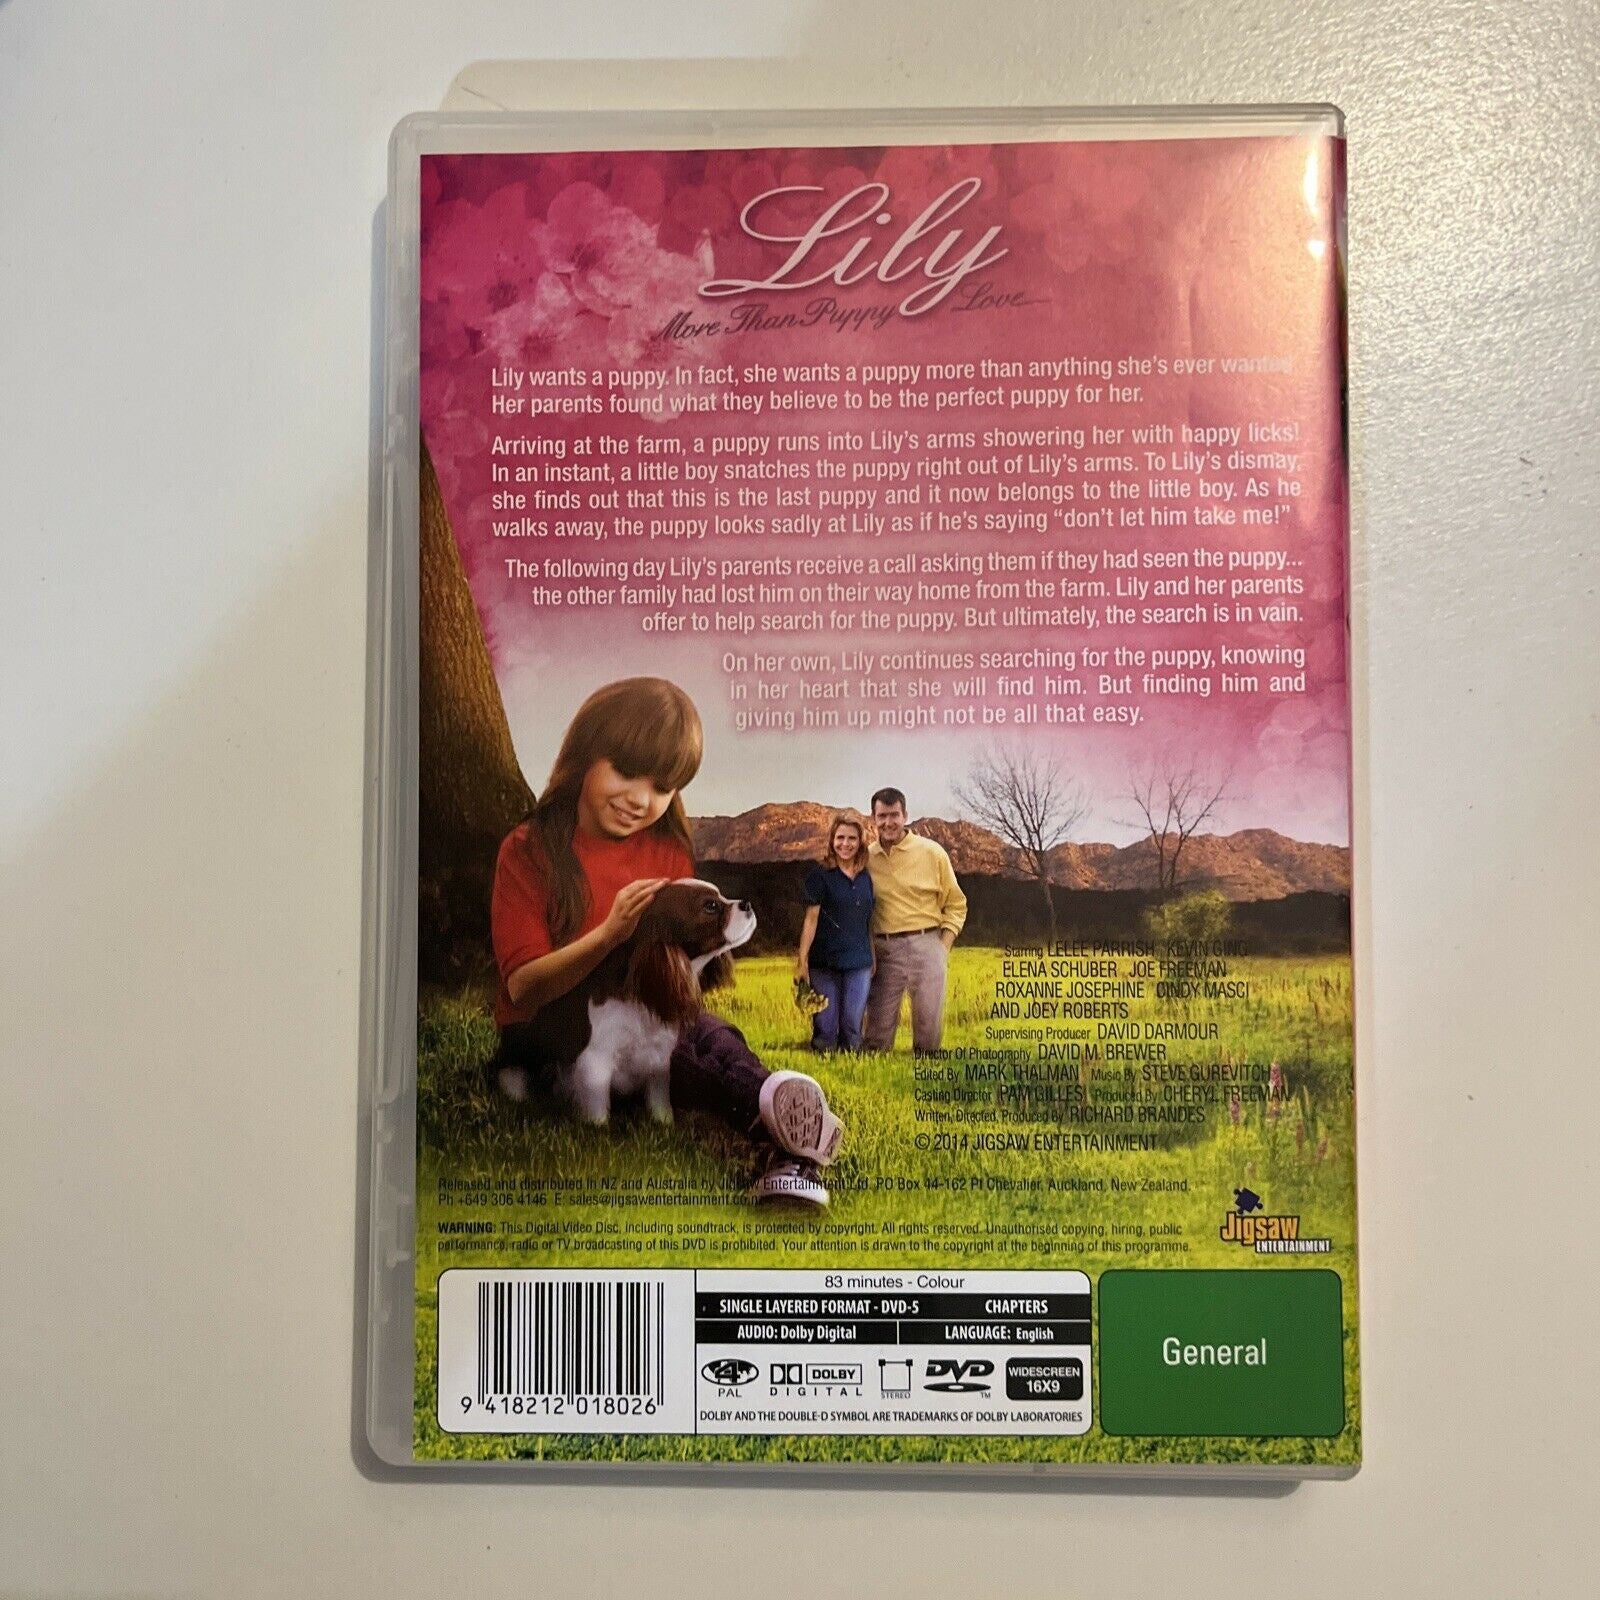 Lily
More Than Puppy Love
Lily wants a puppy. In fact, she wants a puppy more than anything she's ever wanted.
Her parents found what they believe to be the perfect puppy for her.
Arriving at the farm, a puppy runs into Lily's arms showering her with happy licks!
In an instant, a little boy snatches the puppy right out of Lily's arms. To Lily's dismay,
she finds out that this is the last puppy and it now belongs to the little boy. As he
walks away, the puppy looks sadly at Lily as if he's saying "don't let him take me!"
The following day Lily's parents receive a call asking them if they had seen the puppy...
the other family had lost him on their way home from the farm. Lily and her parents
offer to help search for the puppy. But ultimately, the search is in vain.
On her own, Lily continues searching for the puppy, knowing
in her heart that she will find him. But finding him and
giving him up might not be all that easy.
Starring LELEE PARRISH KEVIN GING
ELENA SCHUBER JOE FREEMAN
ROXANNE JOSEPHINE CINDY MASCI
AND JOEY ROBERTS
Supervising Producer DAVID DARMOUR
Director Of Photography DAVID M. BREWER
Edited By MARK THALMAN Music By STEVE GUREVITCH
Casting Director PAM GILLES Produced By CHERYL FREEMAN
Written, Directed, Produced By RICHARD BRANDES
© 2014 JIGSAW ENTERTAINMENT
Released and distributed in NZ and Australia by Jigsaw Entertainment Ltd. PO Box 44-162 Pt Chevalier, Auckland, New Zealand.
Ph +649 306 4146 E: sales@jigsawentertainment.co.nz
WARNING: This Digital Video Disc, including soundtrack, is protected by copyright. All rights reserved. Unauthorised copying, hiring, public
performance, radio or TV broadcasting of this DVD is prohibited. Your attention is drawn to the copyright at the beginning of this programme.
Jigsaw
ENTERTAINMENT
83 minutes - Colour
SINGLE LAYERED FORMAT - DVD-5 CHAPTERS
AUDIO: Dolby Digital LANGUAGE: English
4 PAL
DOLBY DIGITAL
STEREO
DVD TM
WIDESCREEN 16X9
DOLBY AND THE DOUBLE-D SYMBOL ARE TRADEMARKS OF DOLBY LABORATORIES
9 418212 018026
General